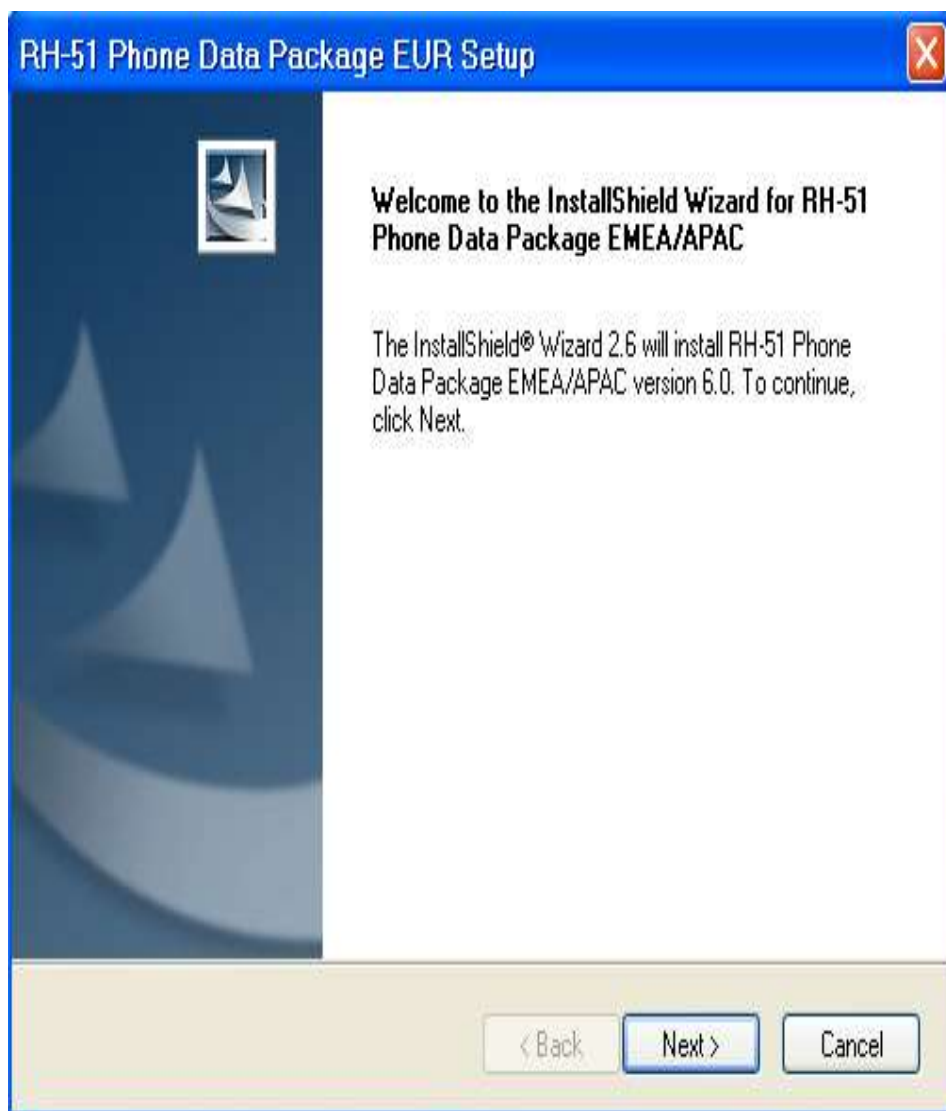 RH-51 Phone Data Package EUR Setup
Welcome to the InstallShield Wizard for RH-51
Phone Data Package EMEA/APAC
The InstallShield® Wizard 2.6 will install RH-51 Phone
Data Package EMEA/APAC version 6.0. To continue,
click Next.
< Back
Next >
Cancel